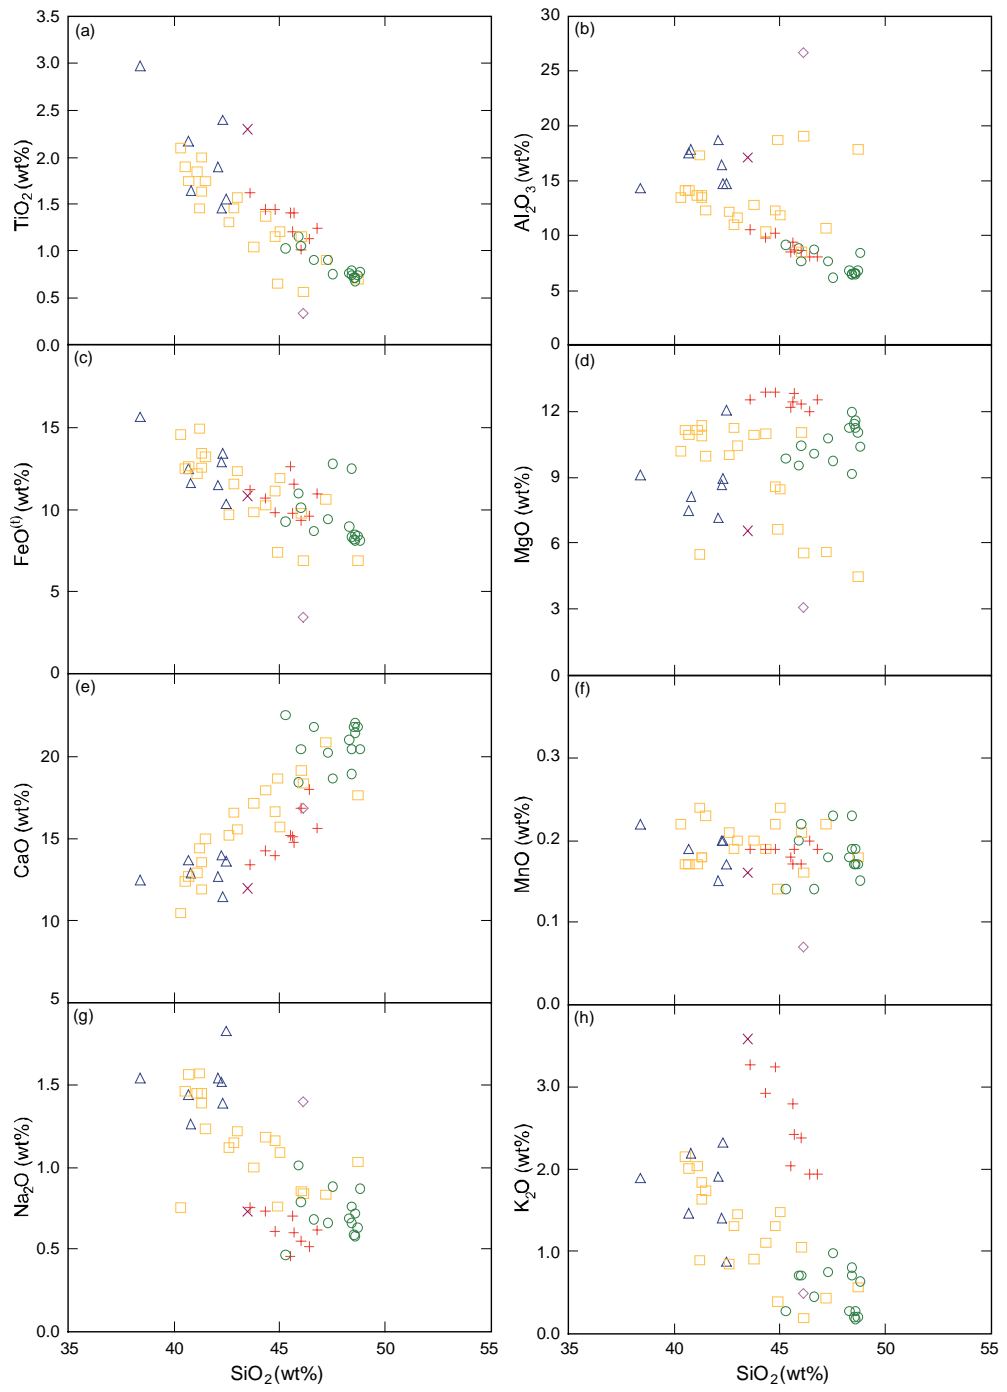 (a)
3.5
3.0
2.5
2.0
1.5
1.0
0.5
0.0
TiO2 (wt%)
(b)
30
25
20
15
10
5
0
Al2O3 (wt%)
(c)
15
10
5
0
FeO(t) (wt%)
(d)
12
9
6
3
0
MgO (wt%)
(e)
20
15
10
5
CaO (wt%)
(f)
0.3
0.2
0.1
0.0
MnO (wt%)
(g)
1.5
1.0
0.5
0.0
Na2O (wt%)
35 40 45 50 55
SiO2 (wt%)
(h)
3.0
2.0
1.0
0.0
K2O (wt%)
35 40 45 50 55
SiO2 (wt%)